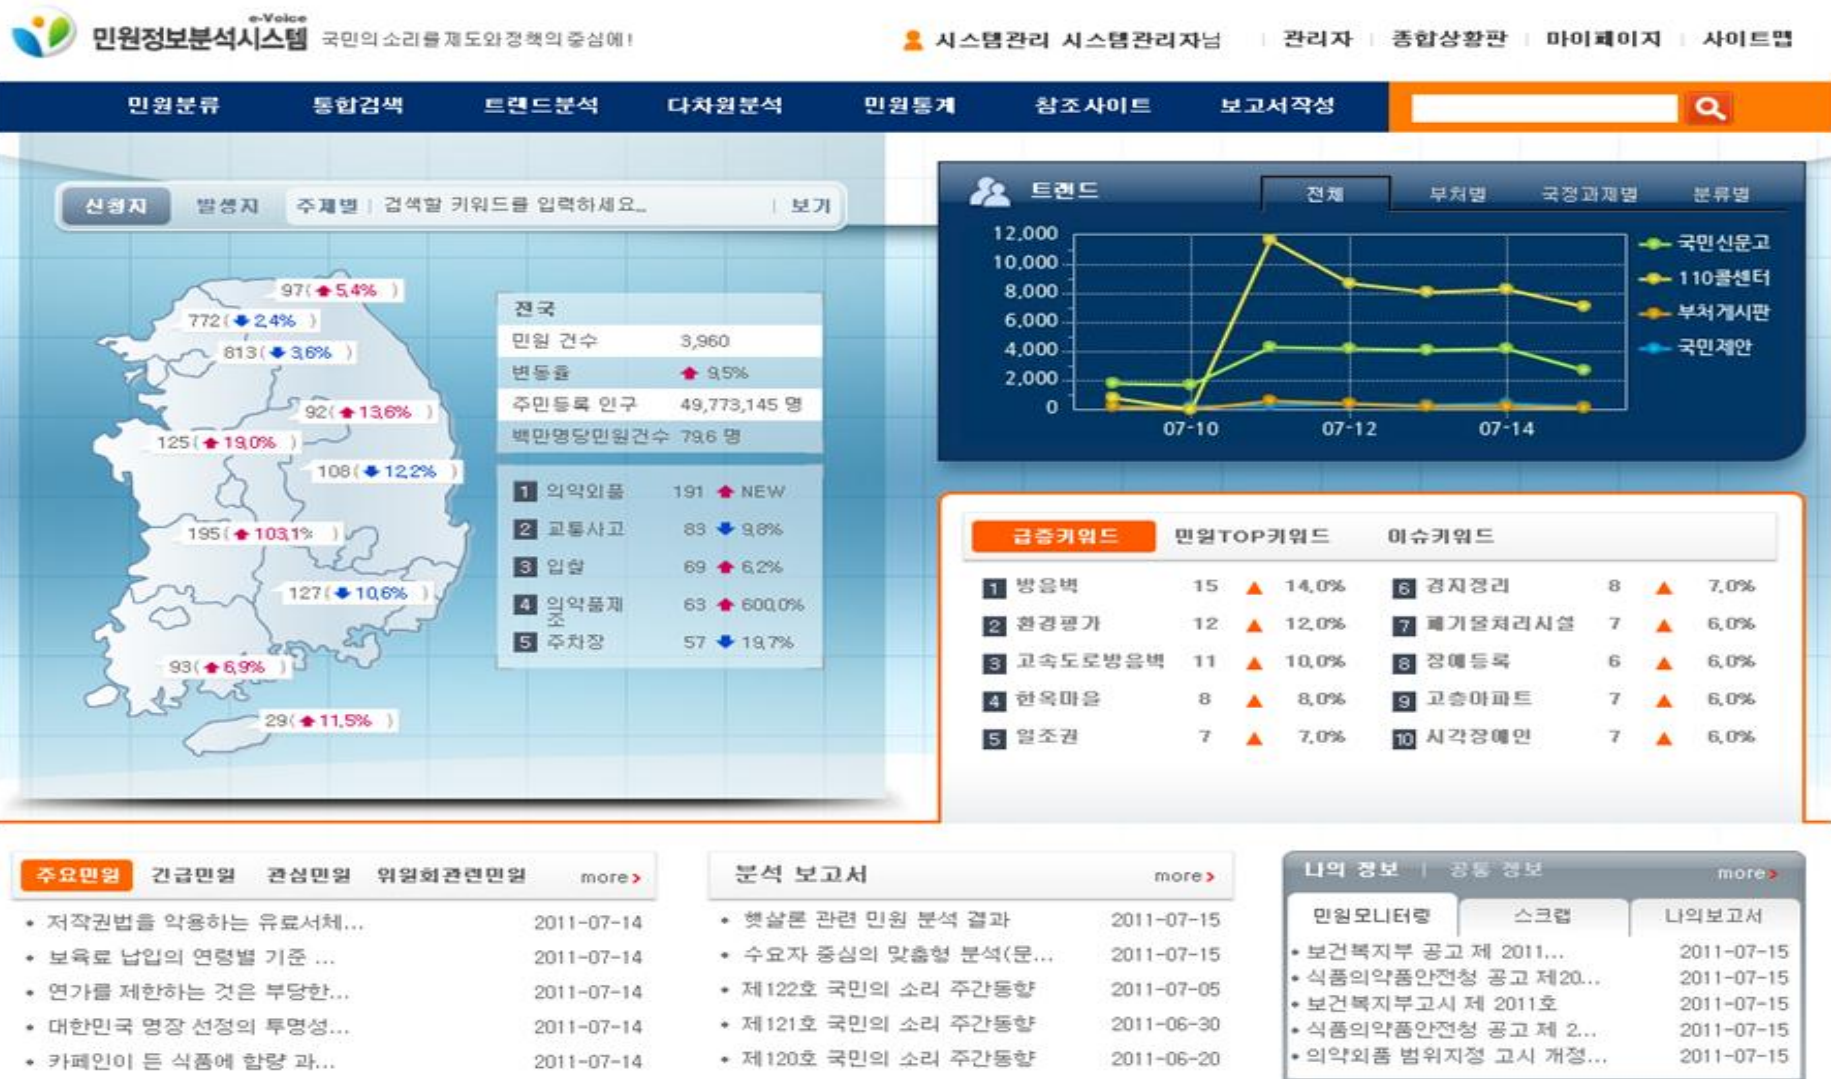 e-Voice
민원정보분석시스템 국민의 소리를 제도와 정책의 중심에!
시스템관리 시스템관리자님 관리자 종합상황판 마이페이지 사이트맵
민원분류 통합검색 트랜드분석 다차원분석 민원통계 참조사이트 보고서작성
신청지 발생지 주제별 검색할 키워드를 입력하세요... 보기
97( 5.4% )
772( 2.4% )
813( 3.6% )
92( 13.6% )
125( 19.0% )
108( 12.2% )
195( 103.1% )
127( 10.6% )
93( 6.9% )
29( 11.5% )
전국
민원 건수 3,960
변동율 9.5%
주민등록 인구 49,773,145 명
백만명당민원건수 79.6 명
1 의약외품 191 NEW
2 교통사고 83 9.8%
3 입찰 69 6.2%
4 의약품제조 63 600.0%
5 주차장 57 19.7%
트랜드
전체 부처별 국정과제별 분류별
12,000
10,000
8,000
6,000
4,000
2,000
0
07-10 07-12 07-14
국민신문고
110콜센터
부처게시판
국민제안
급증키워드 민원TOP키워드 이슈키워드
1 방음벽 15 ▲ 14.0%
2 환경평가 12 ▲ 12.0%
3 고속도로방음벽 11 ▲ 10.0%
4 한옥마을 8 ▲ 8.0%
5 일조권 7 ▲ 7.0%
6 경지정리 8 ▲ 7.0%
7 폐기물처리시설 7 ▲ 6.0%
8 장애등록 6 ▲ 6.0%
9 고층아파트 7 ▲ 6.0%
10 시각장애인 7 ▲ 6.0%
주요민원 긴급민원 관심민원 위원회관련민원 more
• 저작권법을 악용하는 유료서체... 2011-07-14
• 보육료 납입의 연령별 기준 ... 2011-07-14
• 연가를 제한하는 것은 부당한... 2011-07-14
• 대한민국 명장 선정의 투명성... 2011-07-14
• 카페인이 든 식품에 함량 과... 2011-07-14
분석 보고서 more
• 햇살론 관련 민원 분석 결과 2011-07-15
• 수요자 중심의 맞춤형 분석(문... 2011-07-15
• 제122호 국민의 소리 주간동향 2011-07-05
• 제121호 국민의 소리 주간동향 2011-06-30
• 제120호 국민의 소리 주간동향 2011-06-20
나의 정보 공통 정보 more
민원모니터링 스크랩 나의보고서
• 보건복지부 공고 제 2011... 2011-07-15
• 식품의약품안전청 공고 제20... 2011-07-15
• 보건복지부고시 제 2011호 2011-07-15
• 식품의약품안전청 공고 제 2... 2011-07-15
• 의약외품 범위지정 고시 개정... 2011-07-15